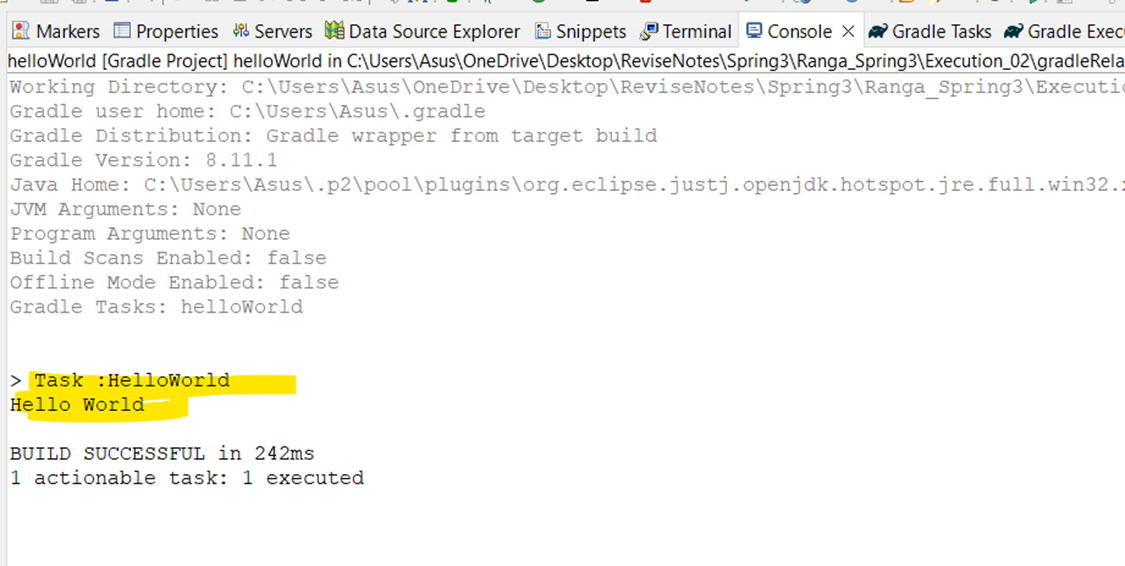 Markers Properties Servers Data Source Explorer Snippets Terminal Console Gradle Tasks Gradle Execu
helloWorld [Gradle Project] helloWorld in C:\Users\Asus\OneDrive\Desktop\ReviseNotes\Spring3\Ranga_Spring3\Execution_02\gradleRela
Working Directory: C:\Users\Asus\OneDrive\Desktop\ReviseNotes\Spring3\Ranga_Spring3\Executio
Gradle user home: C:\Users\Asus\.gradle
Gradle Distribution: Gradle wrapper from target build
Gradle Version: 8.11.1
Java Home: C:\Users\Asus\.p2\pool\plugins\org.eclipse.justj.openjdk.hotspot.jre.full.win32.x
JVM Arguments: None
Program Arguments: None
Build Scans Enabled: false
Offline Mode Enabled: false
Gradle Tasks: helloWorld
> Task :HelloWorld
Hello World
BUILD SUCCESSFUL in 242ms
1 actionable task: 1 executed